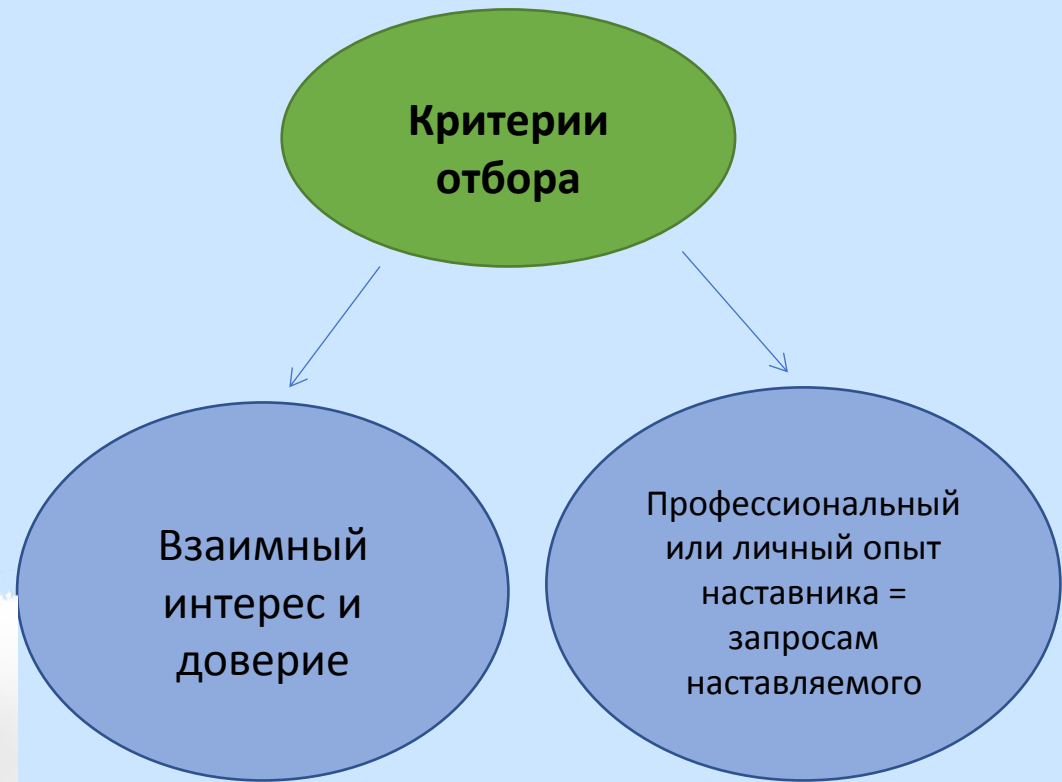 Критерии
отбора
Взаимный
интерес и
доверие
Профессиональный
или личный опыт
наставника =
запросам
наставляемого